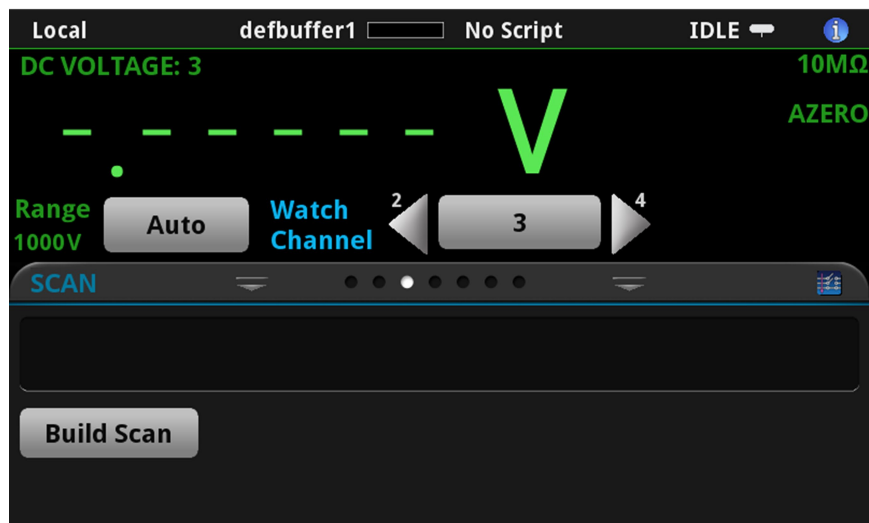 Local defbuffer1 No Script IDLE i
DC VOLTAGE: 3 10MΩ
AZERO
-.----- V
Range Auto Watch 2 3 4
1000V Channel
SCAN
Build Scan